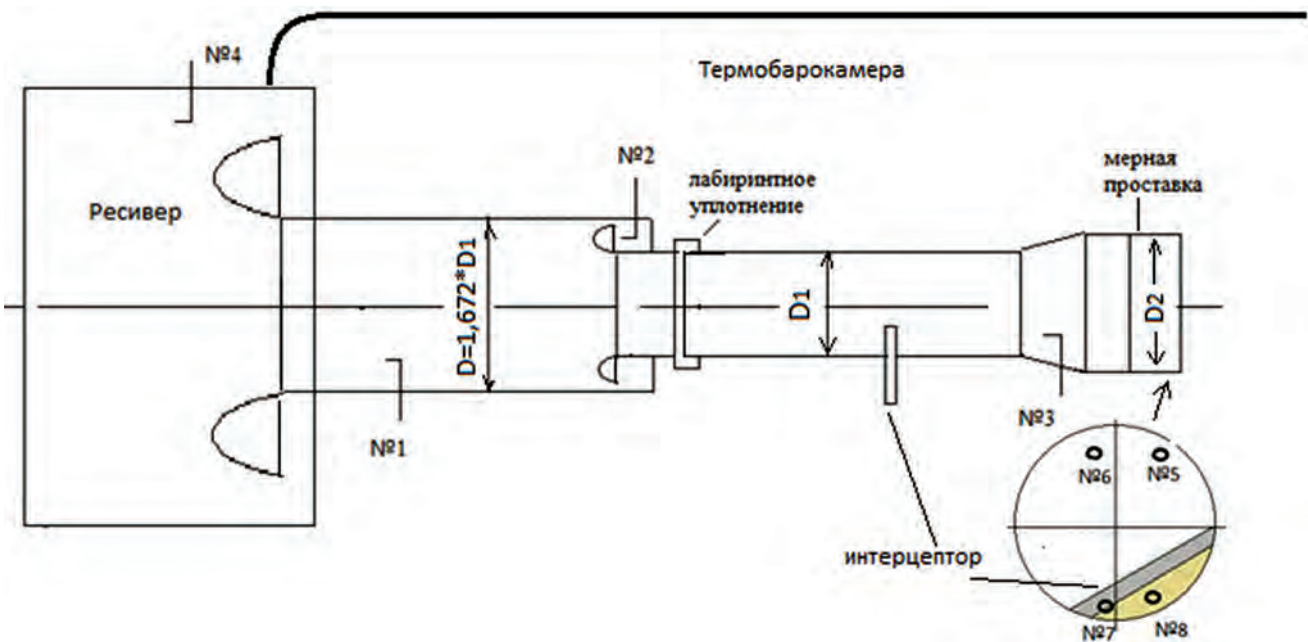 №4
Термобарокамера
№2
лабиринтное
уплотнение
мерная
проставка
Ресивер
D=1,672*D1
D1
D2
№1
№3
№6
№5
интерцептор
№7
№8